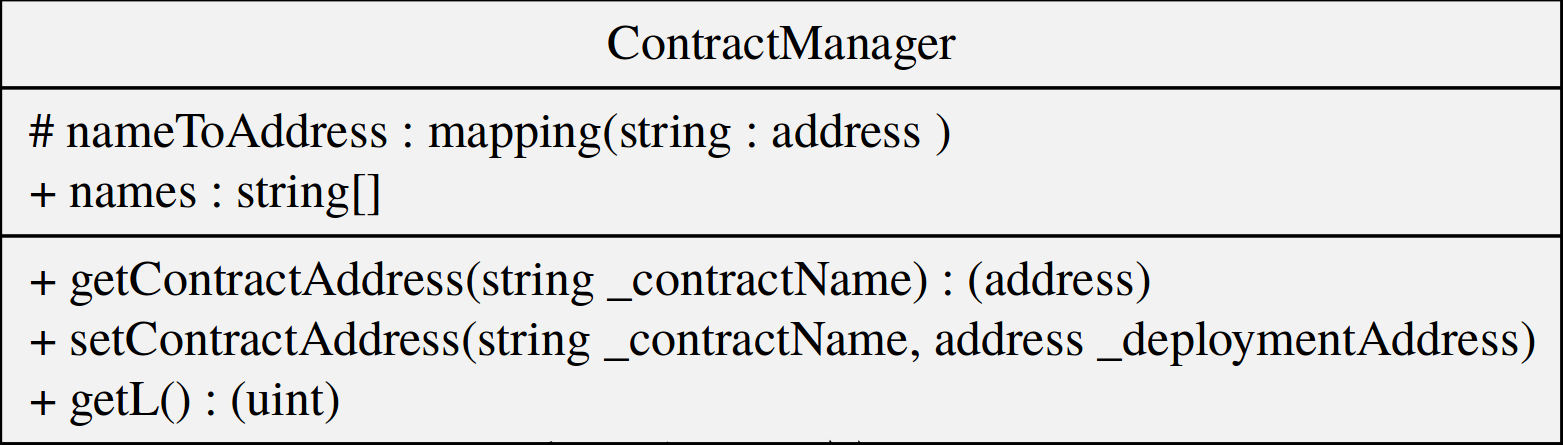 ContractManager
# nameToAddress : mapping(string : address )
+ names : string[]
+ getContractAddress(string _contractName) : (address)
+ setContractAddress(string _contractName, address _deploymentAddress)
+ getL() : (uint)